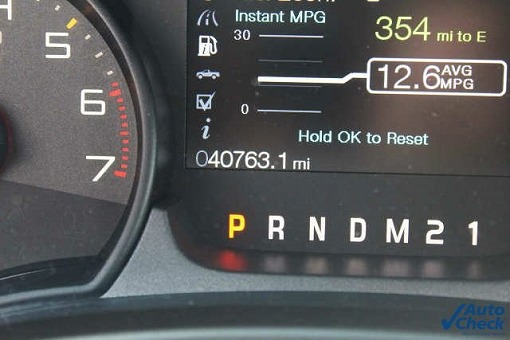 Instant MPG
354 mi to E
30
12.6 AVG MPG
0
Hold OK to Reset
040763.1 mi
5
6
7
P R N D M 2 1
Auto Check